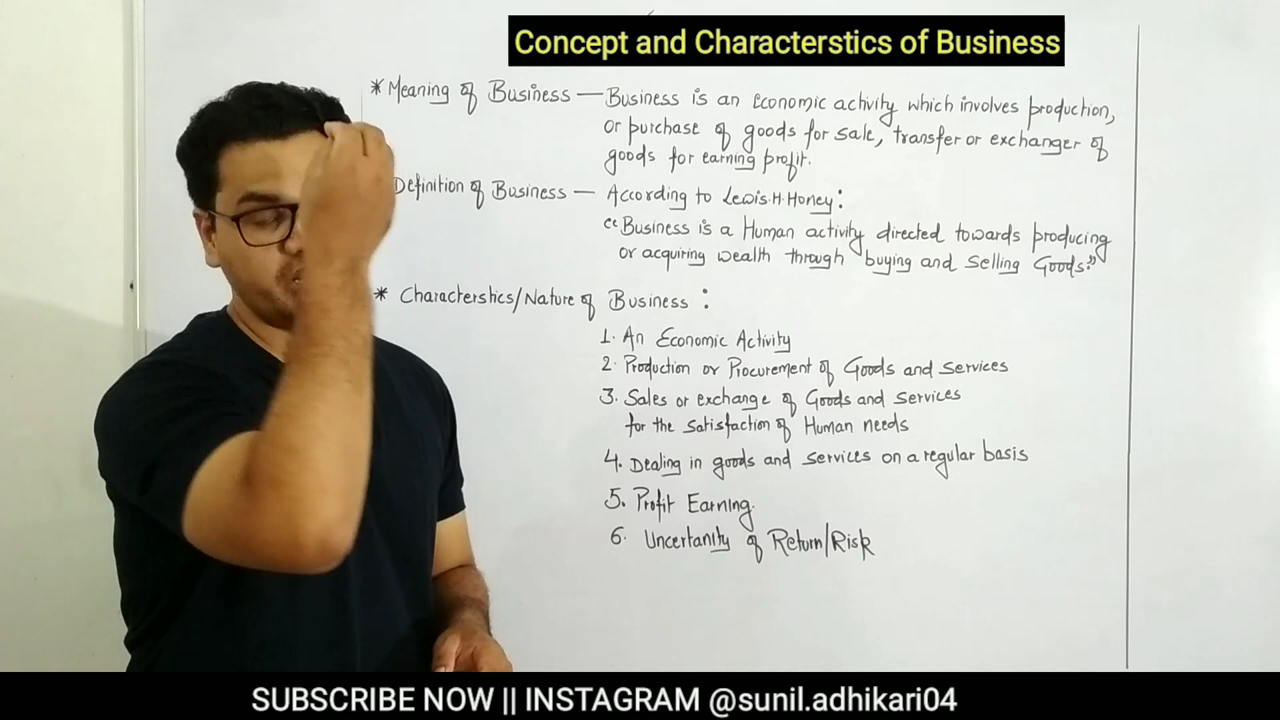 Concept and Characterstics of Business
* Meaning of Business — Business is an Economic activity which involves production,
or purchase of goods for sale, transfer or exchanger of
goods for earning profit.
Definition of Business — According to Lewis.H.Honey:
"Business is a Human activity directed towards producing
or acquiring wealth through buying and selling Goods."
* Characterstics/Nature of Business :
1. An Economic Activity
2. Production or Procurement of Goods and services
3. Sales or exchange of Goods and services
for the satisfaction of Human needs
4. Dealing in goods and services on a regular basis
5. Profit Earning.
6. Uncertanity of Return/Risk
SUBSCRIBE NOW || INSTAGRAM @sunil.adhikari04